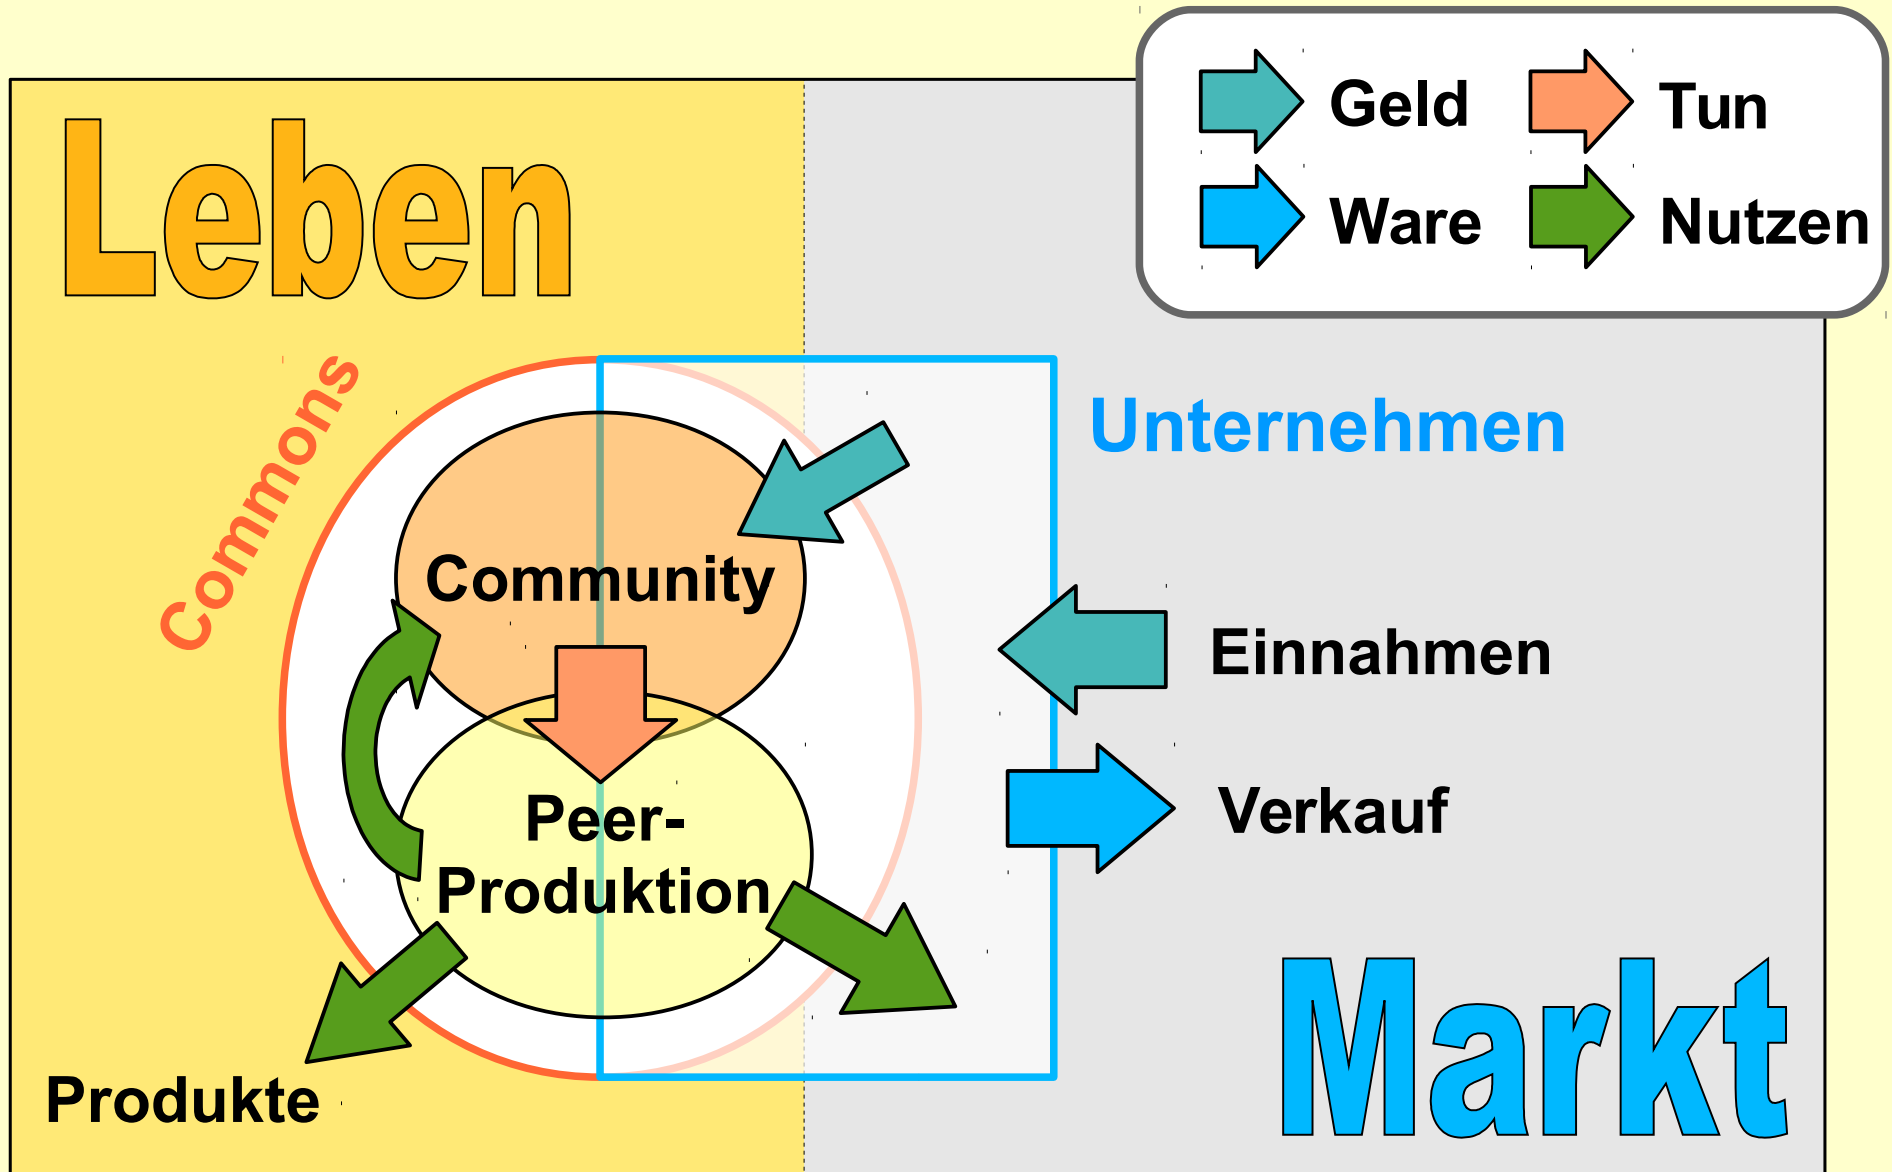 Geld
Tun
Ware
Nutzen
Leben
Commons
Unternehmen
Community
Einnahmen
Verkauf
Peer-
Produktion
Produkte
Markt